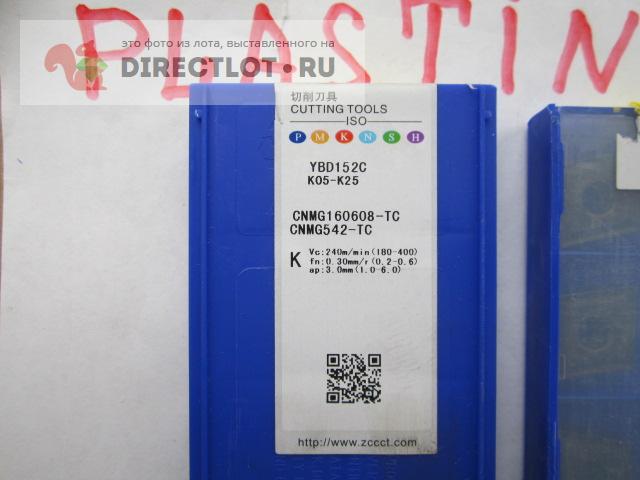 PLASTIN
это фото из лота, выставленного на
DIRECTLOT.RU
切削刀具
CUTTING TOOLS
ISO
P M K N S H
YBD152C
K05-K25
CNMG160608-TC
CNMG542-TC
K
Vc:240m/min(180-400)
fn:0.30mm/r(0.2-0.6)
ap:3.0mm(1.0-6.0)
http://www.zccct.com